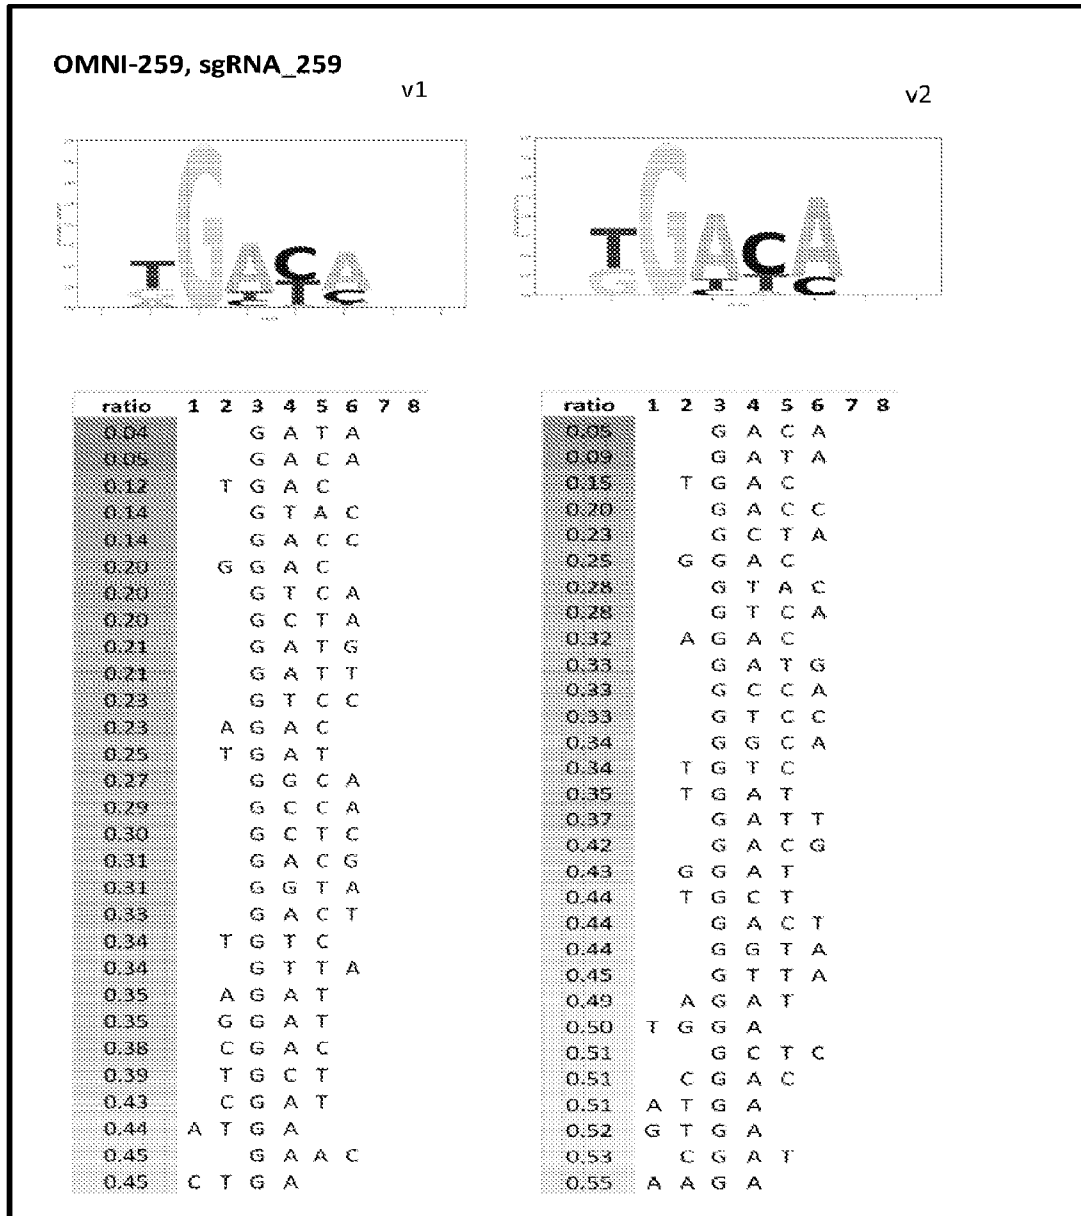 OMNI-259, sgRNA_259
v1
v2
ratio 1 2 3 4 5 6 7 8
0.04 G A T A
0.05 G A C A
0.12 T G A C
0.14 G T A C
0.14 G A C C
0.20 G G A C
0.20 G T C A
0.20 G C T A
0.21 G A T G
0.21 G A T T
0.23 G T C C
0.23 A G A C
0.25 T G A T
0.27 G G C A
0.29 G C C A
0.30 G C T C
0.31 G A C G
0.31 G G T A
0.33 G A C T
0.34 T G T C
0.34 G T T A
0.35 A G A T
0.35 G G A T
0.38 C G A C
0.39 T G C T
0.43 C G A T
0.44 A T G A
0.45 G A A C
0.45 C T G A
ratio 1 2 3 4 5 6 7 8
0.05 G A C A
0.09 G A T A
0.15 T G A C
0.20 G A C C
0.23 G C T A
0.25 G G A C
0.28 G T A C
0.28 G T C A
0.32 A G A C
0.33 G A T G
0.33 G C C A
0.33 G T C C
0.34 G G C A
0.34 T G T C
0.35 T G A T
0.37 G A T T
0.42 G A C G
0.43 G G A T
0.44 T G C T
0.44 G A C T
0.44 G G T A
0.45 G T T A
0.49 A G A T
0.50 T G G A
0.51 G C T C
0.51 C G A C
0.51 A T G A
0.52 G T G A
0.53 C G A T
0.55 A A G A